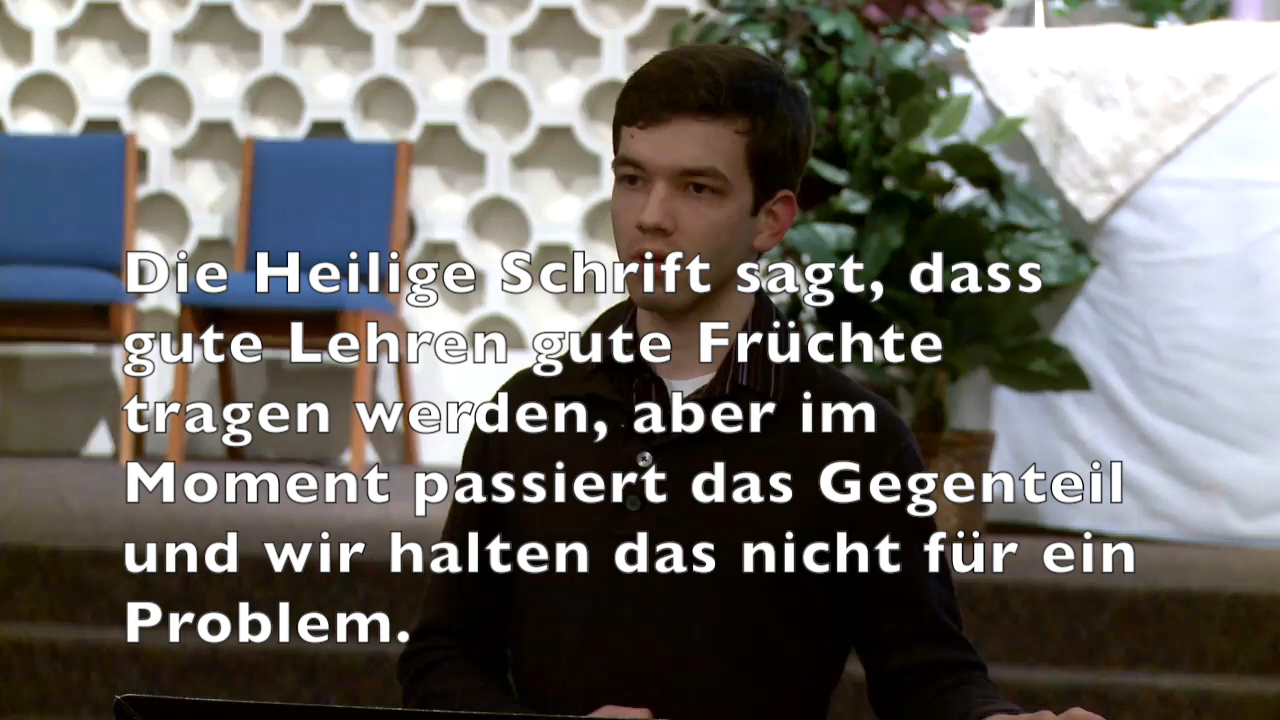 Die Heilige Schrift sagt, dass
gute Lehren gute Früchte
tragen werden, aber im
Moment passiert das Gegenteil
und wir halten das nicht für ein
Problem.